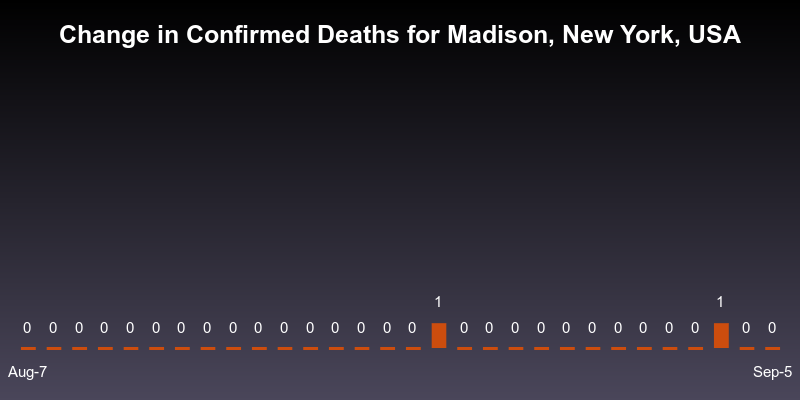 Change in Confirmed Deaths for Madison, New York, USA
1 1
0 0 0 0 0 0 0 0 0 0 0 0 0 0 0 0 0 0 0 0 0 0 0 0 0 0 0 0
Aug-7 Sep-5